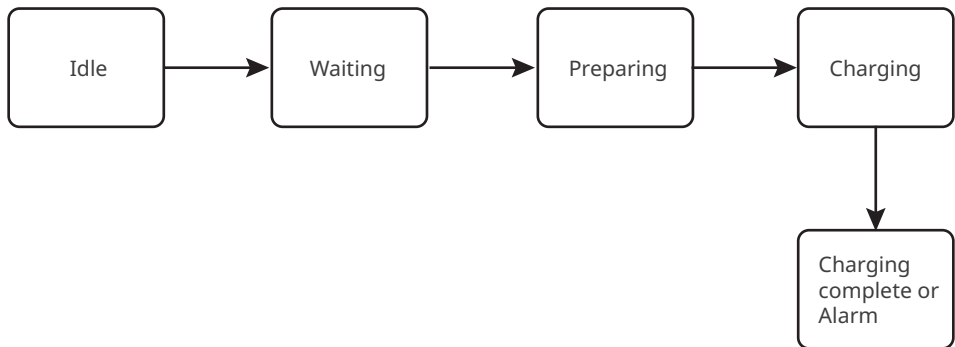 Idle
Waiting
Preparing
Charging
Charging
complete or
Alarm